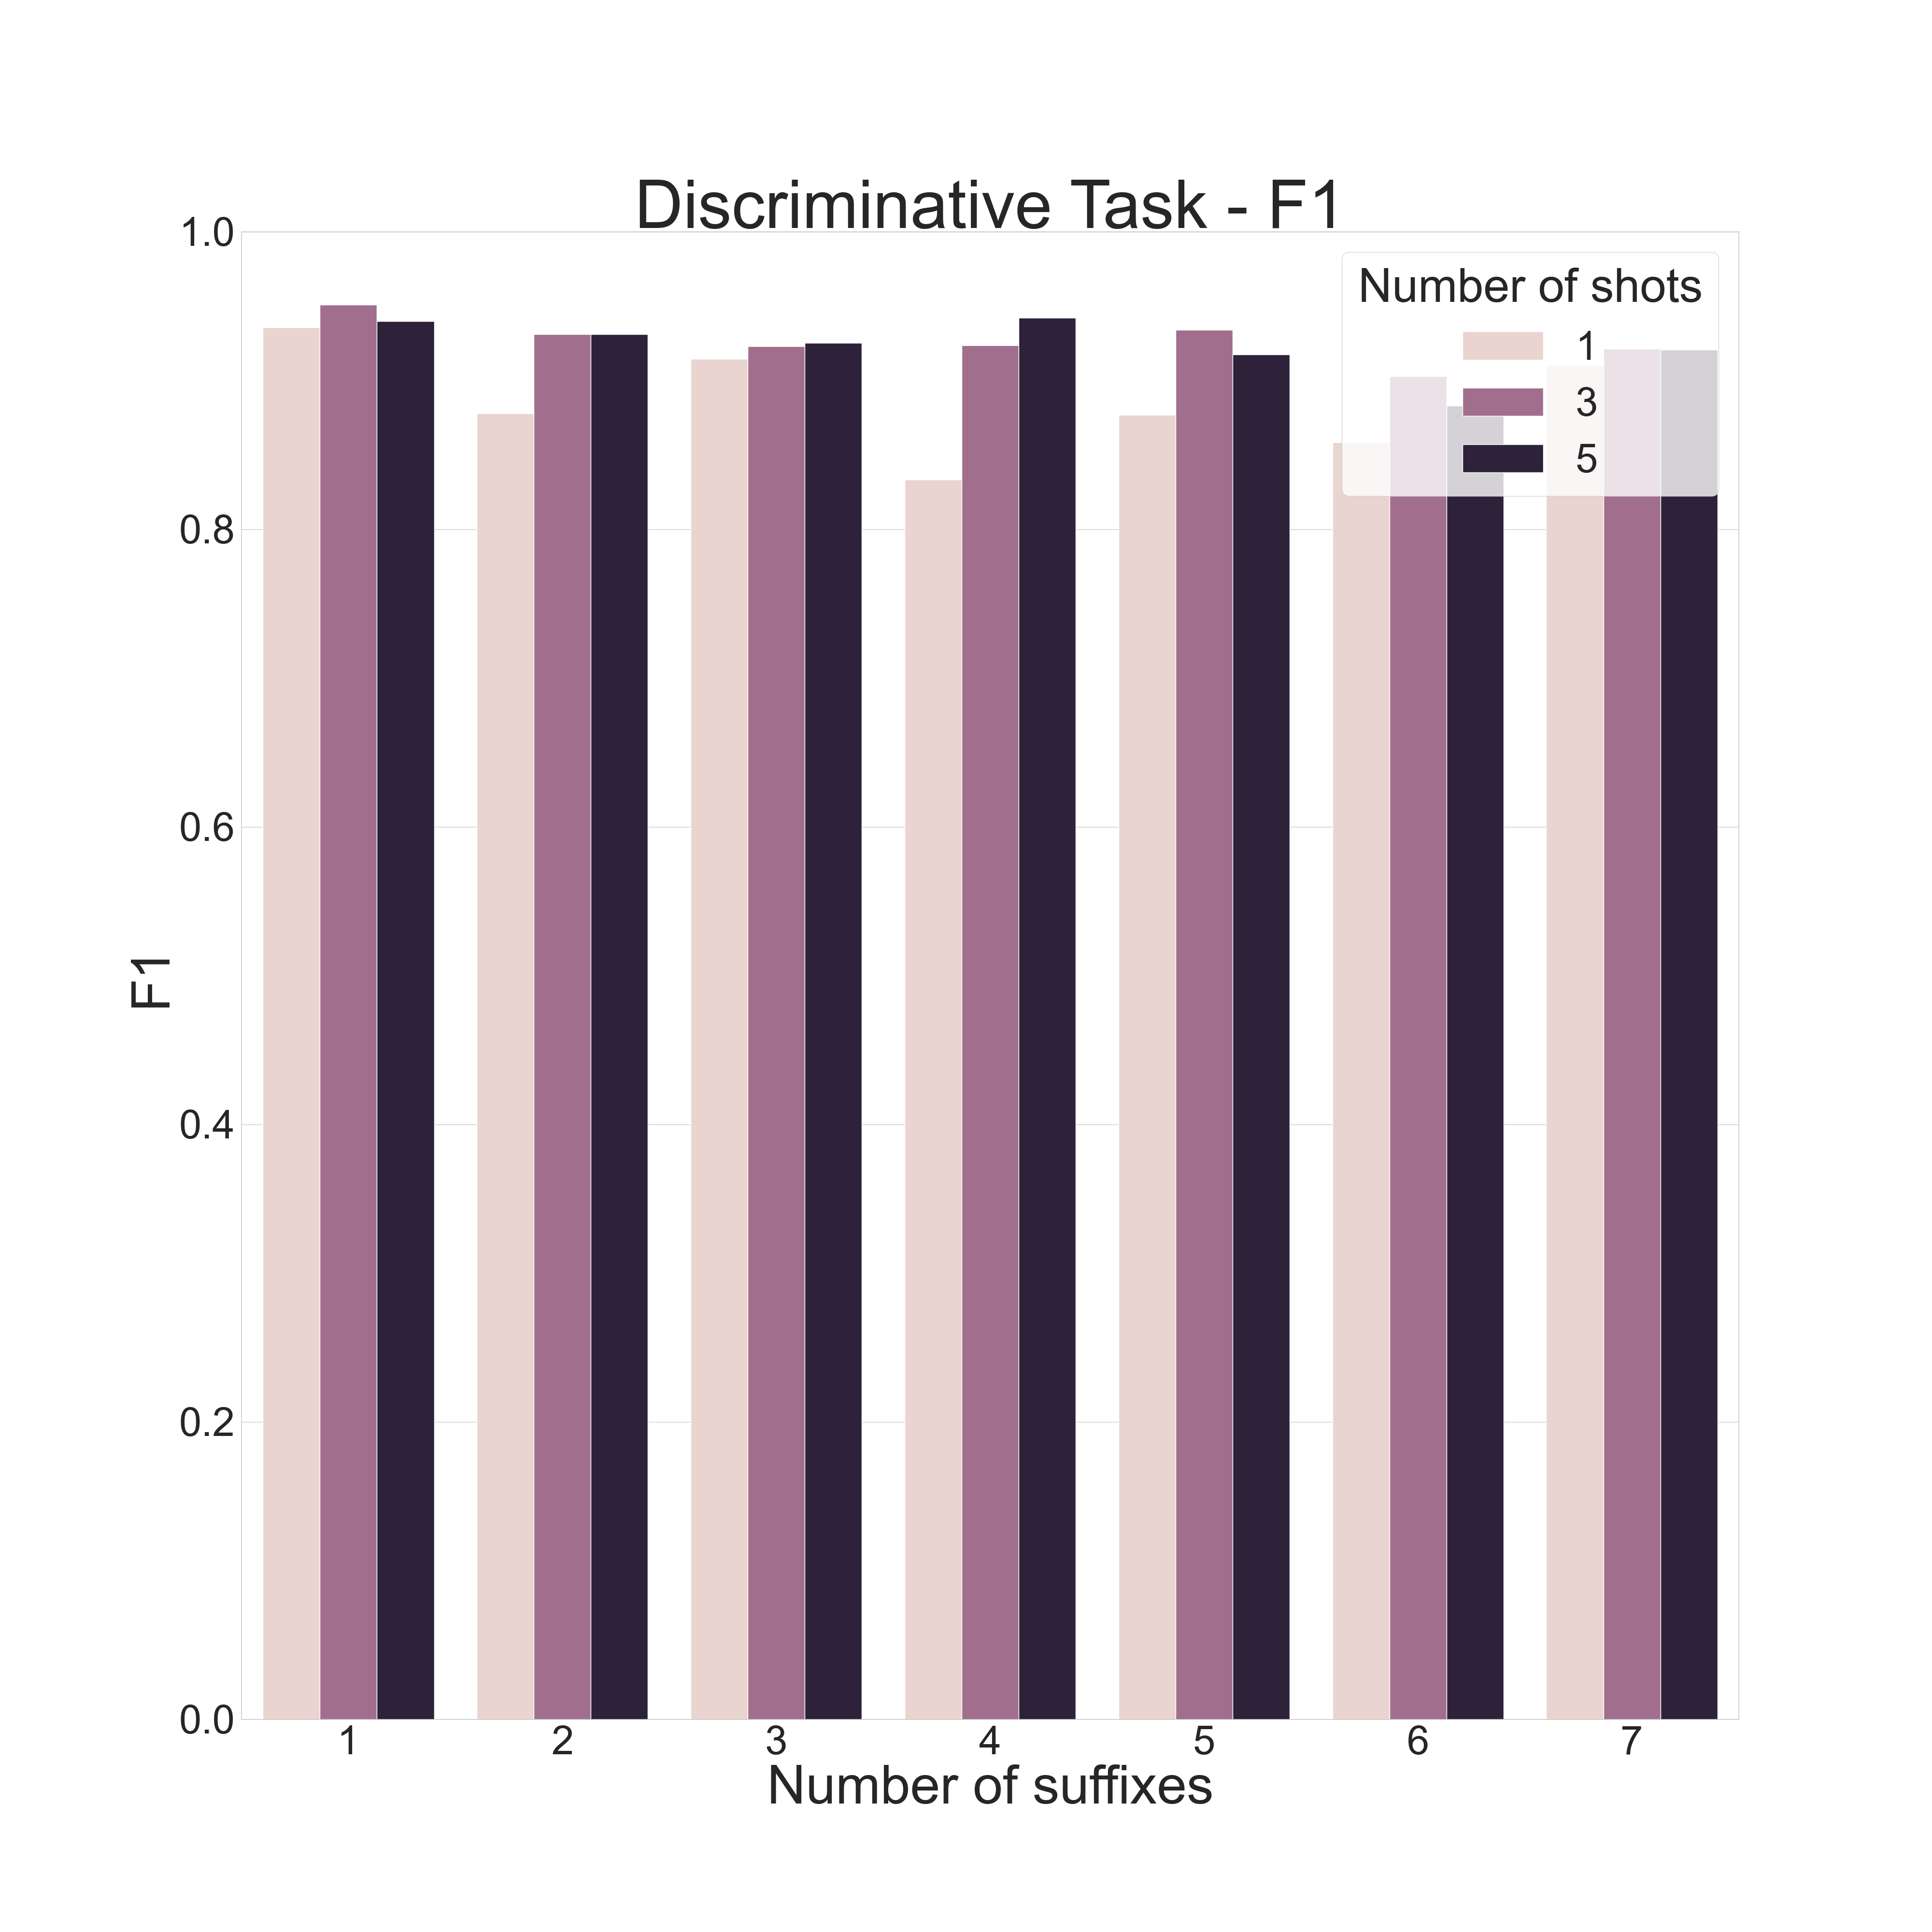 Discriminative Task - F1
1.0
0.8
0.6
0.4
0.2
0.0
F1
Number of shots
1
3
5
1 2 3 4 5 6 7
Number of suffixes